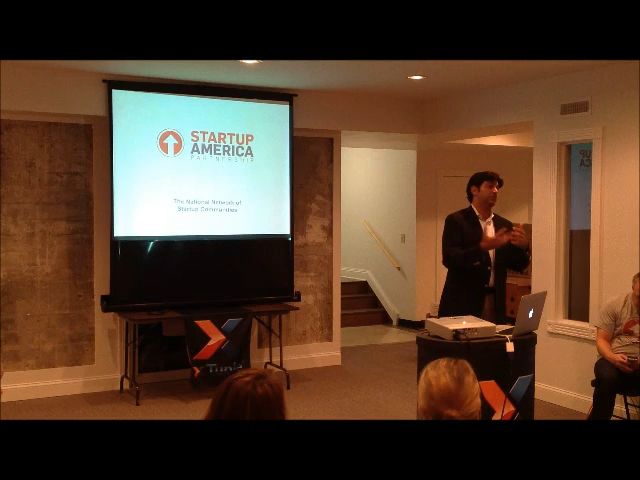 STARTUP
AMERICA
PARTNERSHIP
The National Network of
Startup Communities